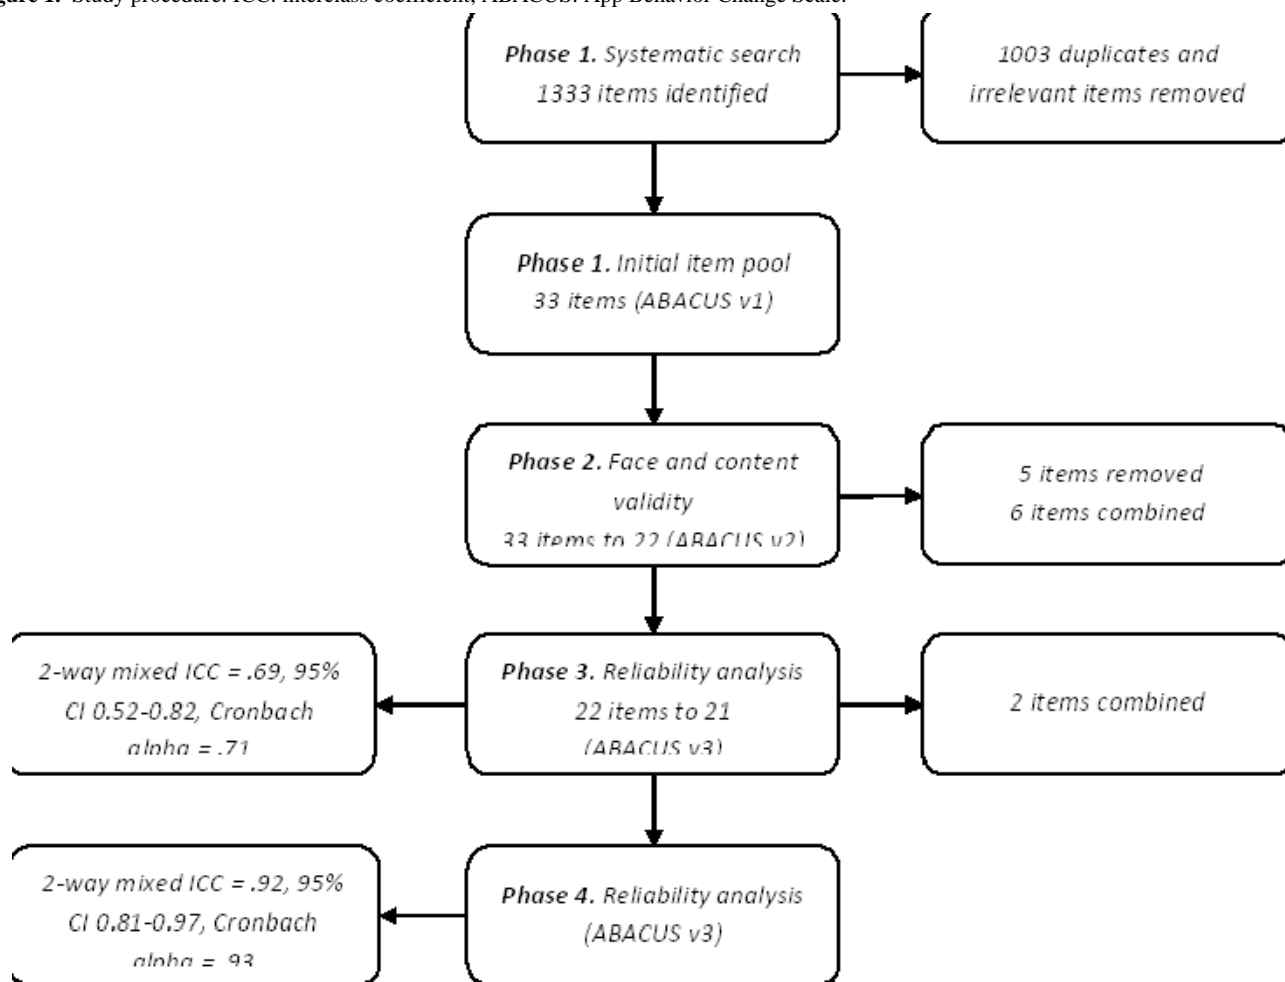 Figure 1. Study procedure. ICC: interclass coefficient; ABACUS: App Behavior Change Scale.
Phase 1. Systematic search
1333 items identified
1003 duplicates and
irrelevant items removed
Phase 1. Initial item pool
33 items (ABACUS v1)
Phase 2. Face and content
validity
33 items to 22 (ABACUS v2)
5 items removed
6 items combined
2-way mixed ICC = .69, 95%
CI 0.52-0.82, Cronbach
alpha = .71
Phase 3. Reliability analysis
22 items to 21
(ABACUS v3)
2 items combined
2-way mixed ICC = .92, 95%
CI 0.81-0.97, Cronbach
alpha = .93
Phase 4. Reliability analysis
(ABACUS v3)